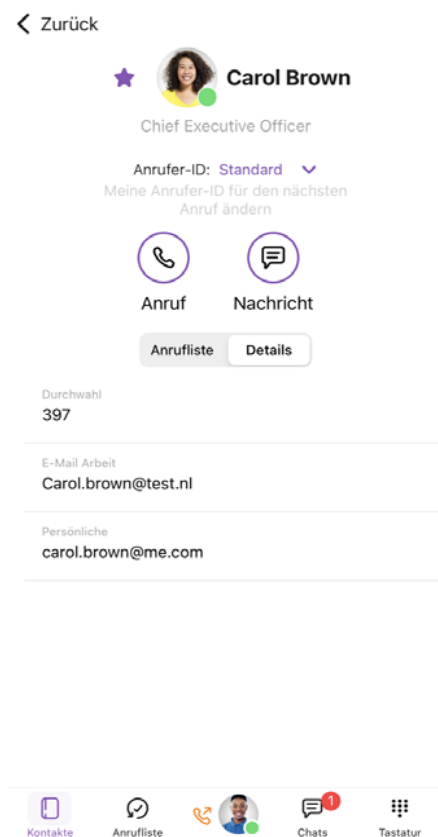 Zurück
Carol Brown
Chief Executive Officer
Anrufer-ID: Standard
Meine Anrufer-ID für den nächsten
Anruf ändern
Anruf Nachricht
Anrufliste Details
Durchwahl
397
E-Mail Arbeit
Carol.brown@test.nl
Persönliche
carol.brown@me.com
1
Kontakte Anrufliste Chats Tastatur